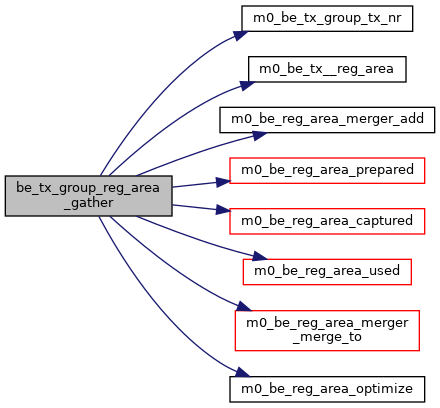 m0_be_tx_group_tx_nr
m0_be_tx__reg_area
m0_be_reg_area_merger_add
be_tx_group_reg_area
_gather
m0_be_reg_area_prepared
m0_be_reg_area_captured
m0_be_reg_area_used
m0_be_reg_area_merger
_merge_to
m0_be_reg_area_optimize